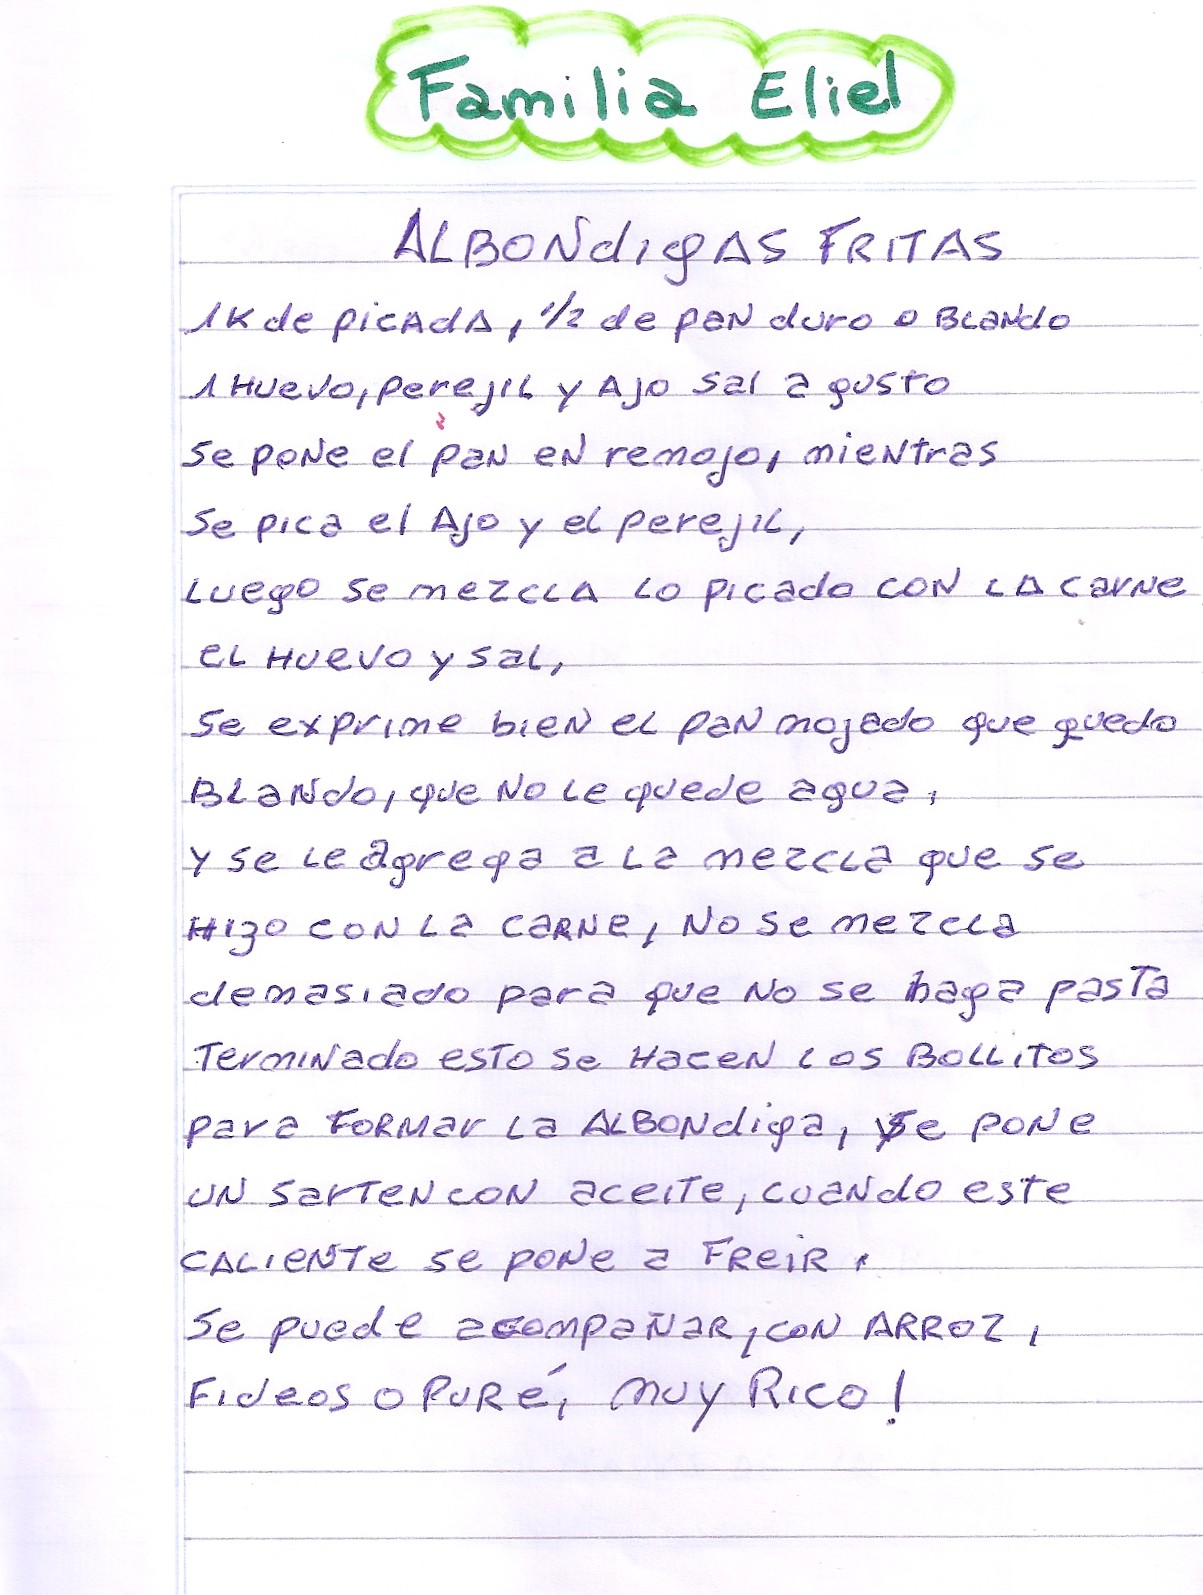 Familia Eliel
ALBONdigAS FRITAS
1K de picAdA, 1/2 de pAN duro o BLANdo
1 Huevo, perejiL y Ajo sal a gusto
Se poNe el paN eN remojo, mieNtras
Se pica el Ajo y eL perejiL,
Luego se mezcLA Lo picado coN LA carNe
eL Huevo y saL,
Se exprime bieN eL paN mojado que quedo
BLaNdo, que No Le quede agua,
y se Le agrega a La mezcLa que se
Hizo coN La CaRNe, No se mezcLa
demasiado para que No se haga pasTa
TermiNado esTo se HaceN Los BoLLiTos
para FoRMar La ALBONdiga, se poNe
uN sarTeN coN aceiTe, cuaNdo este
CALieNTe se poNe a FReiR,
Se puede acompañaR, coN ARROZ,
Fideos o PuRé, muy Rico!